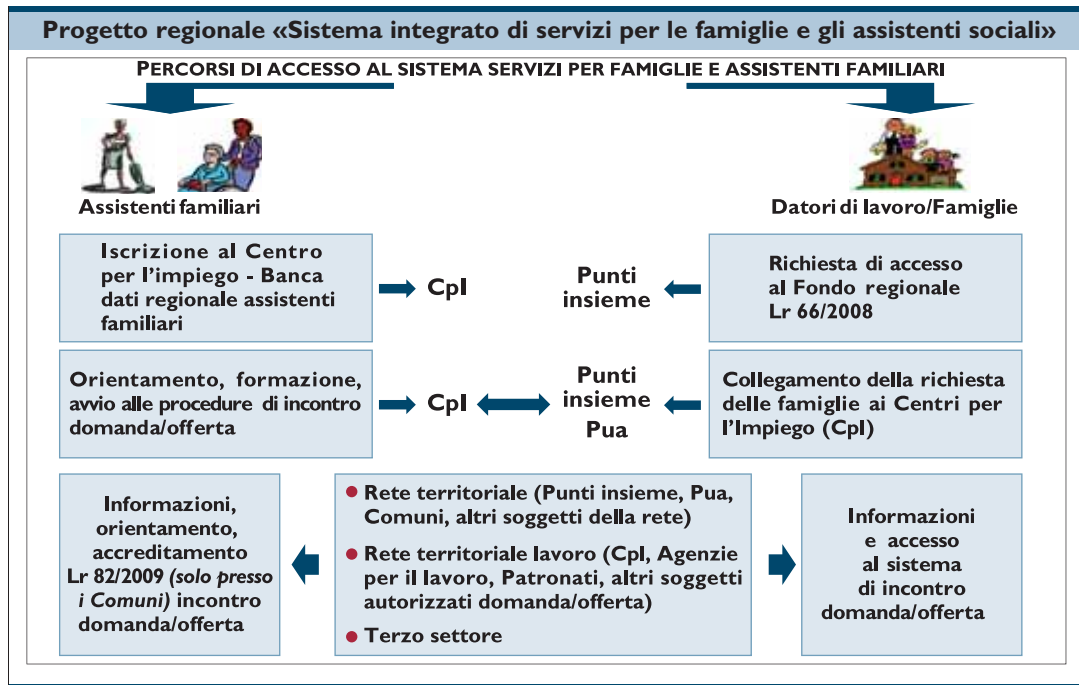 Progetto regionale «Sistema integrato di servizi per le famiglie e gli assistenti sociali»
PERCORSI DI ACCESSO AL SISTEMA SERVIZI PER FAMIGLIE E ASSISTENTI FAMILIARI
Assistenti familiari
Datori di lavoro/Famiglie
Iscrizione al Centro
per l'impiego - Banca
dati regionale assistenti
familiari
CpI
Punti
insieme
Richiesta di accesso
al Fondo regionale
Lr 66/2008
Orientamento, formazione,
avvio alle procedure di incontro
domanda/offerta
CpI
Punti
insieme
Pua
Collegamento della richiesta
delle famiglie ai Centri per
l'Impiego (CpI)
Informazioni,
orientamento,
accreditamento
Lr 82/2009 (solo presso
i Comuni) incontro
domanda/offerta
• Rete territoriale (Punti insieme, Pua,
Comuni, altri soggetti della rete)
• Rete territoriale lavoro (CpI, Agenzie
per il lavoro, Patronati, altri soggetti
autorizzati domanda/offerta)
• Terzo settore
Informazioni
e accesso
al sistema
di incontro
domanda/offerta